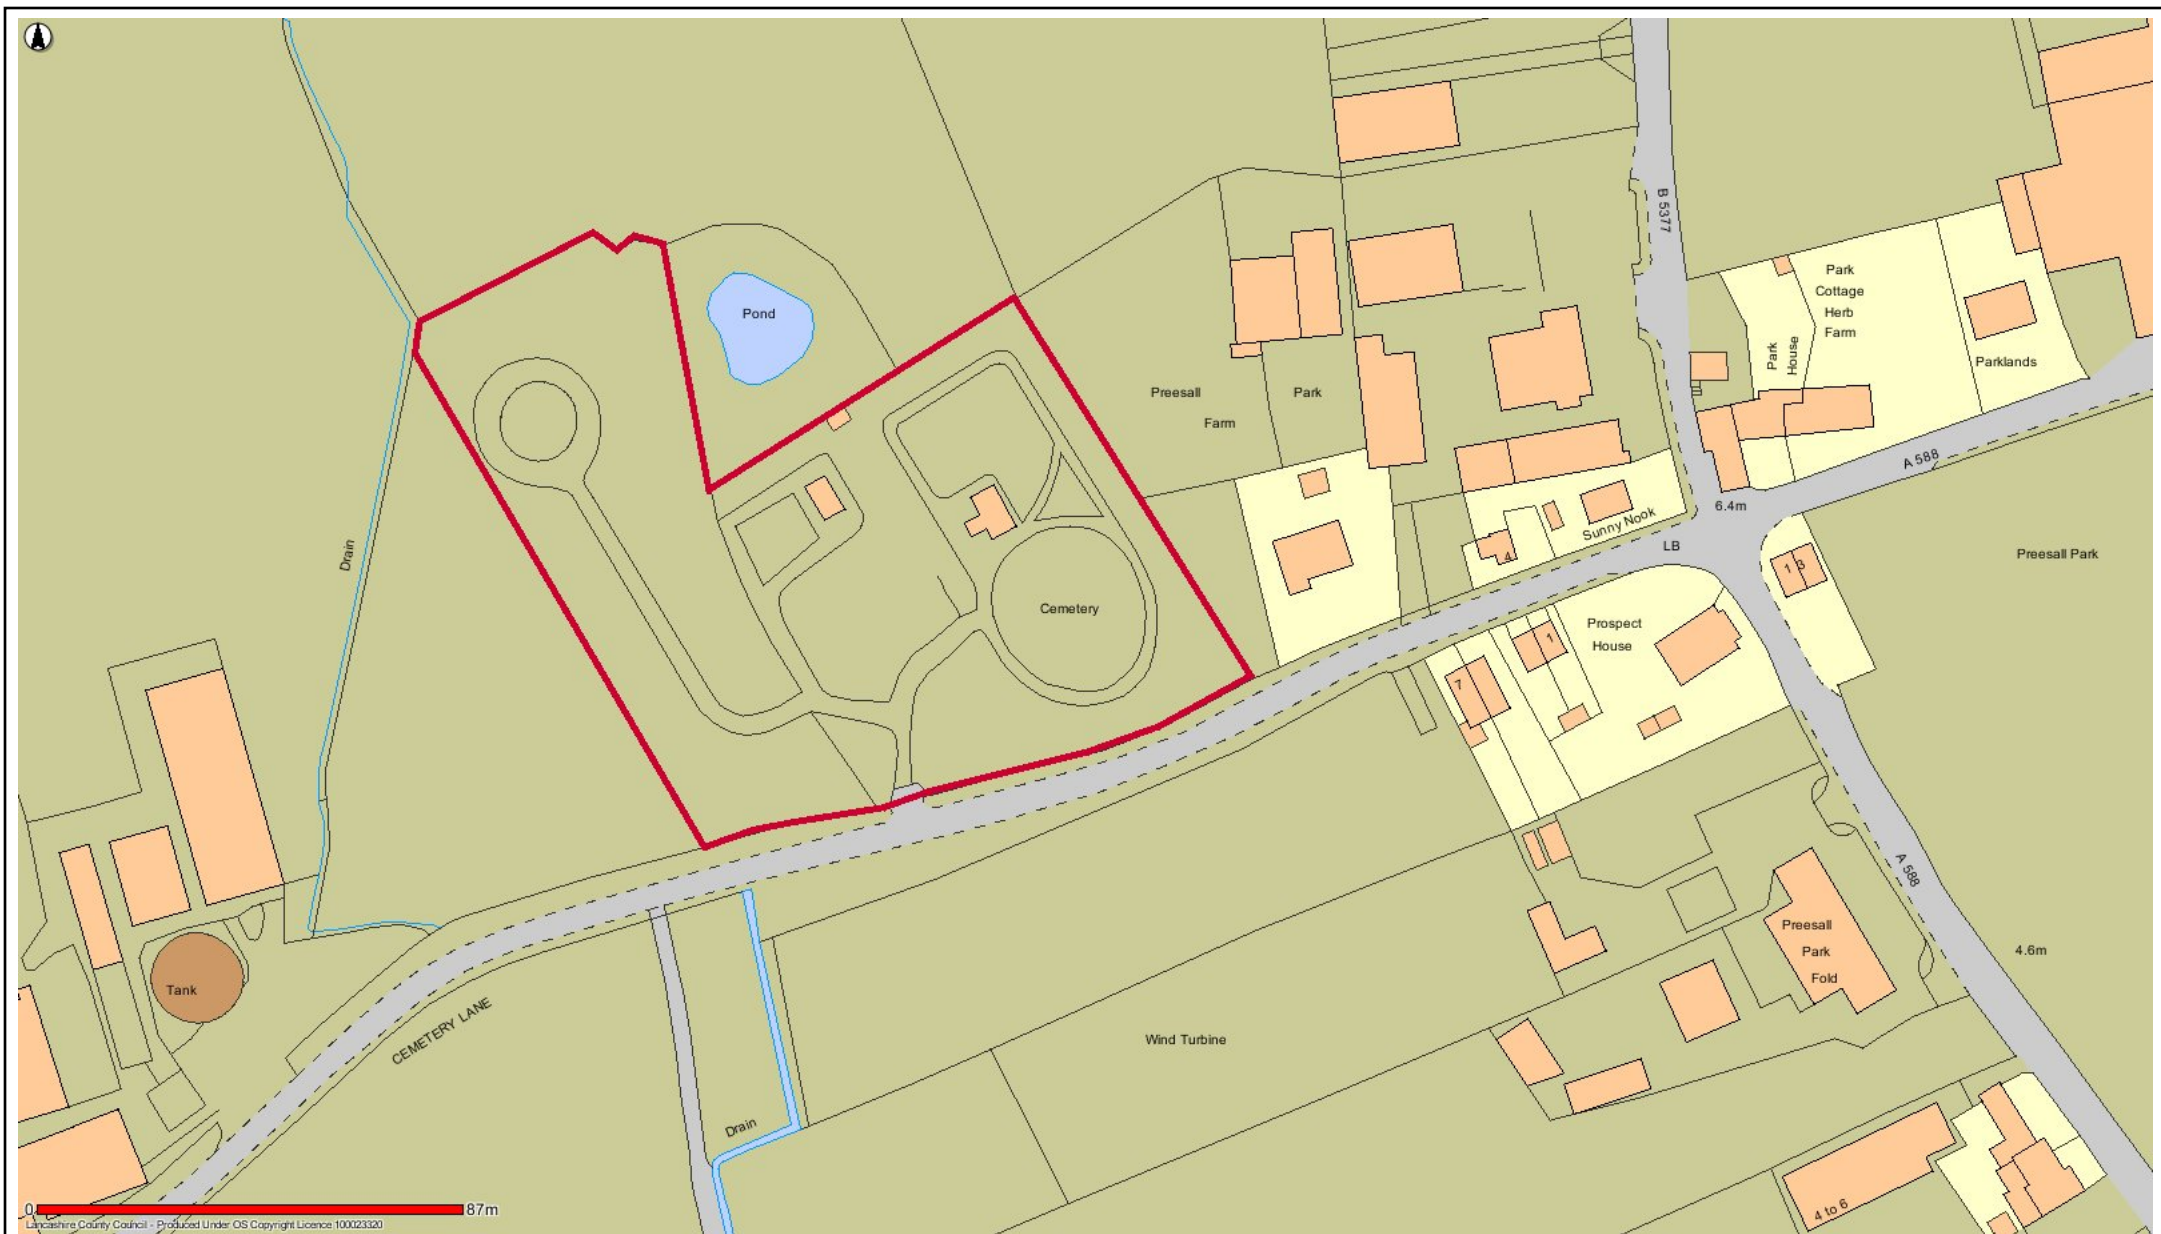 B 5377
Park
Cottage
Herb
Farm
Park
House
Parklands
Pond
Preesall
Farm
Park
A 588
6.4m
Sunny Nook
LB
4
Drain
1 3
Preesall Park
Cemetery
Prospect
House
1
7
A 588
Preesall
Park
Fold
4.6m
Tank
CEMETERY LANE
Wind Turbine
Drain
4 to 6
0
87m
Lancashire County Council - Produced Under OS Copyright Licence 100023320